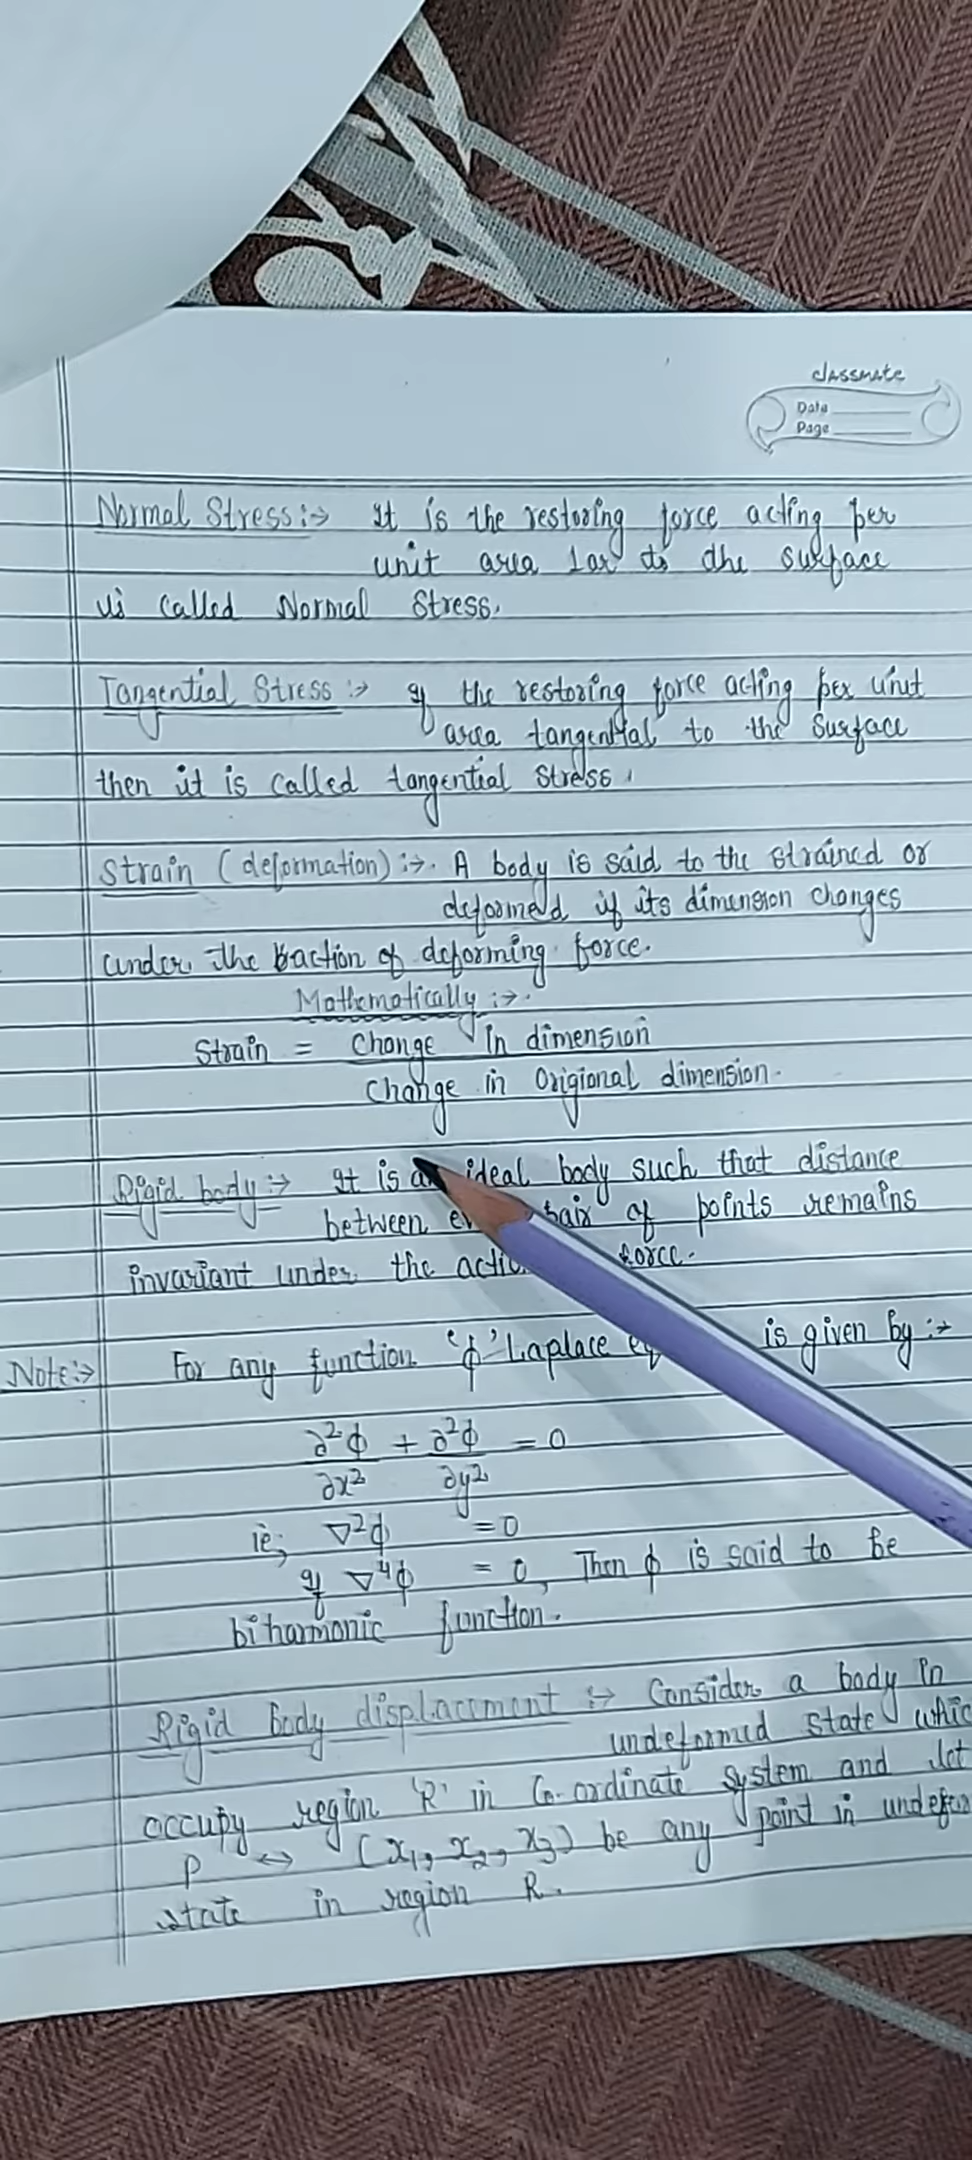 classmate
Date
Page
Normal Stress :→ It is the restoring force acting per
unit area 1ar to the surface
is called Normal Stress.
Tangential Stress :→ If the restoring force acting per unit
area tangential to the surface
then it is called tangential stress.
Strain (deformation) :→. A body is said to the strained or
deformed if its dimension changes
under the action of deforming force.
Mathematically :→.
Strain = Change In dimension
Change in Origional dimension.
Rigid body :→ It is an ideal body such that distance
between pair of points remains
invariant under the force.
Note :→ For any function 'ϕ' Laplace is given by :→
∂²ϕ/∂x² + ∂²ϕ/∂y² = 0
ie, ∇²ϕ = 0
If ∇⁴ϕ = 0, Then ϕ is said to be
biharmonic function.
Rigid Body displacement :→ Consider a body in
undeformed state whic
occupy region 'R' in Co-ordinate system and let
P ↔ (x₁, x₂, x₃) be any point in undefor
state in region R.